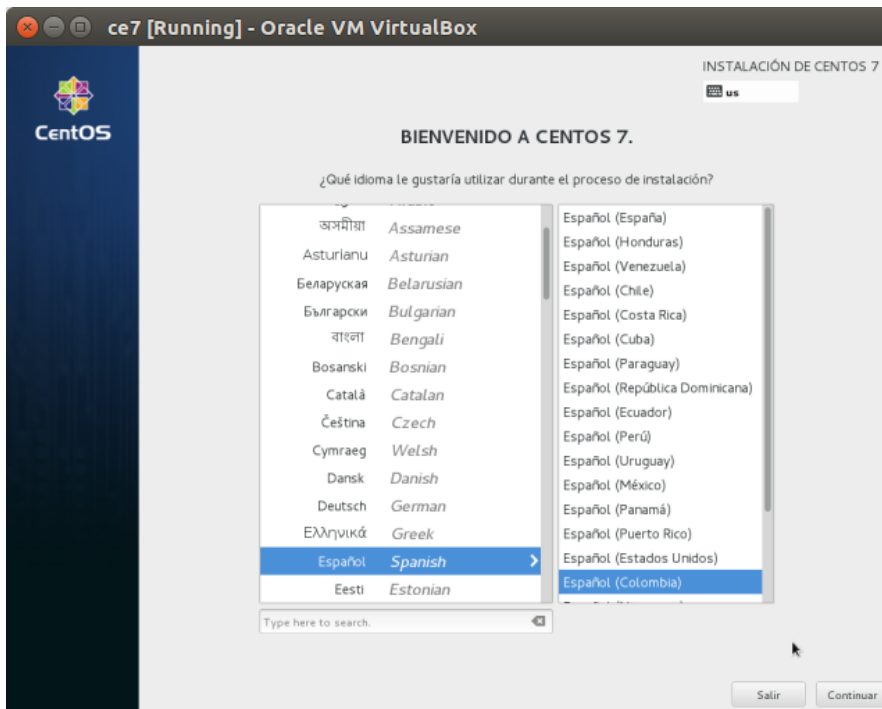 ce7 [Running] - Oracle VM VirtualBox
INSTALACIÓN DE CENTOS 7
us
CentOS
BIENVENIDO A CENTOS 7.
¿Qué idioma le gustaría utilizar durante el proceso de instalación?
অসমীয়া Assamese
Asturianu Asturian
Беларуская Belarusian
Български Bulgarian
বাংলা Bengali
Bosanski Bosnian
Català Catalan
Čeština Czech
Cymraeg Welsh
Dansk Danish
Deutsch German
Ελληνικά Greek
Español Spanish
Eesti Estonian
Type here to search.
Español (España)
Español (Honduras)
Español (Venezuela)
Español (Chile)
Español (Costa Rica)
Español (Cuba)
Español (Paraguay)
Español (República Dominicana)
Español (Ecuador)
Español (Perú)
Español (Uruguay)
Español (México)
Español (Panamá)
Español (Puerto Rico)
Español (Estados Unidos)
Español (Colombia)
Salir
Continuar